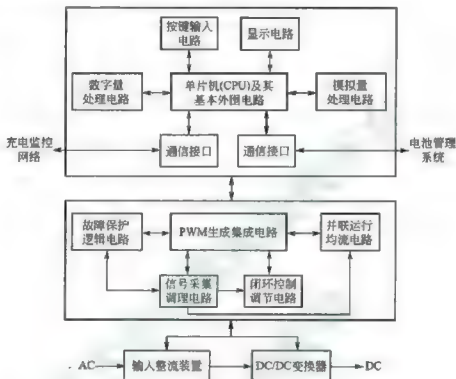 按键输入
电路
显示电路
数字量
处理电路
单片机(CPU)及其
基本外围电路
模拟量
处理电路
充电监控
网络
通信接口
通信接口
电池管理
系统
故障保护
逻辑电路
PWM生成集成电路
并联运行
均流电路
信号采集
调理电路
闭环控制
调节电路
AC
输入整流装置
DC/DC变换器
DC